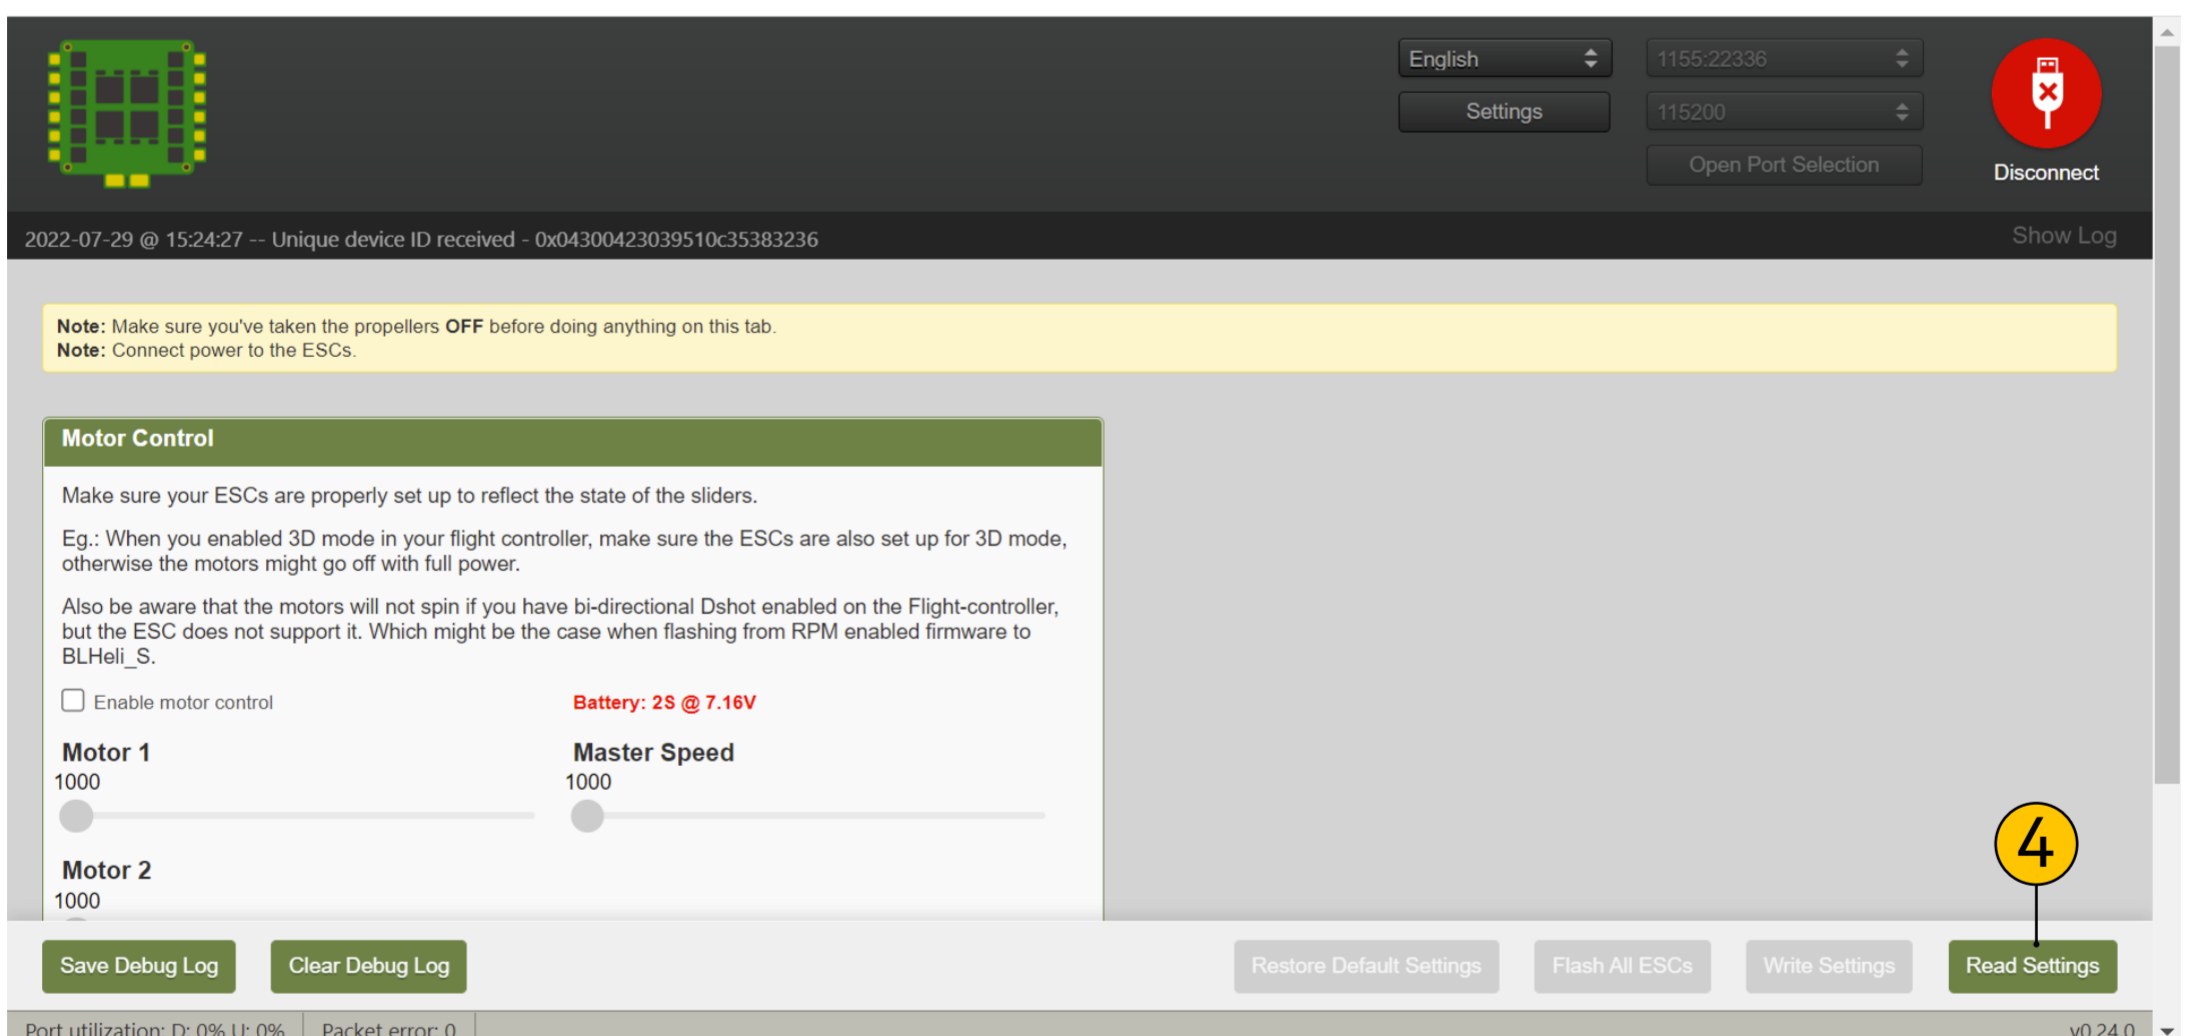 English
1155:22336
Settings
115200
Open Port Selection
Disconnect
2022-07-29 @ 15:24:27 -- Unique device ID received - 0x04300423039510c35383236
Show Log
Note: Make sure you've taken the propellers OFF before doing anything on this tab.
Note: Connect power to the ESCs.
Motor Control
Make sure your ESCs are properly set up to reflect the state of the sliders.
Eg.: When you enabled 3D mode in your flight controller, make sure the ESCs are also set up for 3D mode,
otherwise the motors might go off with full power.
Also be aware that the motors will not spin if you have bi-directional Dshot enabled on the Flight-controller,
but the ESC does not support it. Which might be the case when flashing from RPM enabled firmware to
BLHeli_S.
Enable motor control
Battery: 2S @ 7.16V
Motor 1
1000
Master Speed
1000
Motor 2
1000
4
Save Debug Log
Clear Debug Log
Restore Default Settings
Flash All ESCs
Write Settings
Read Settings
Port utilization: D: 0% U: 0%
Packet error: 0
v0.24.0